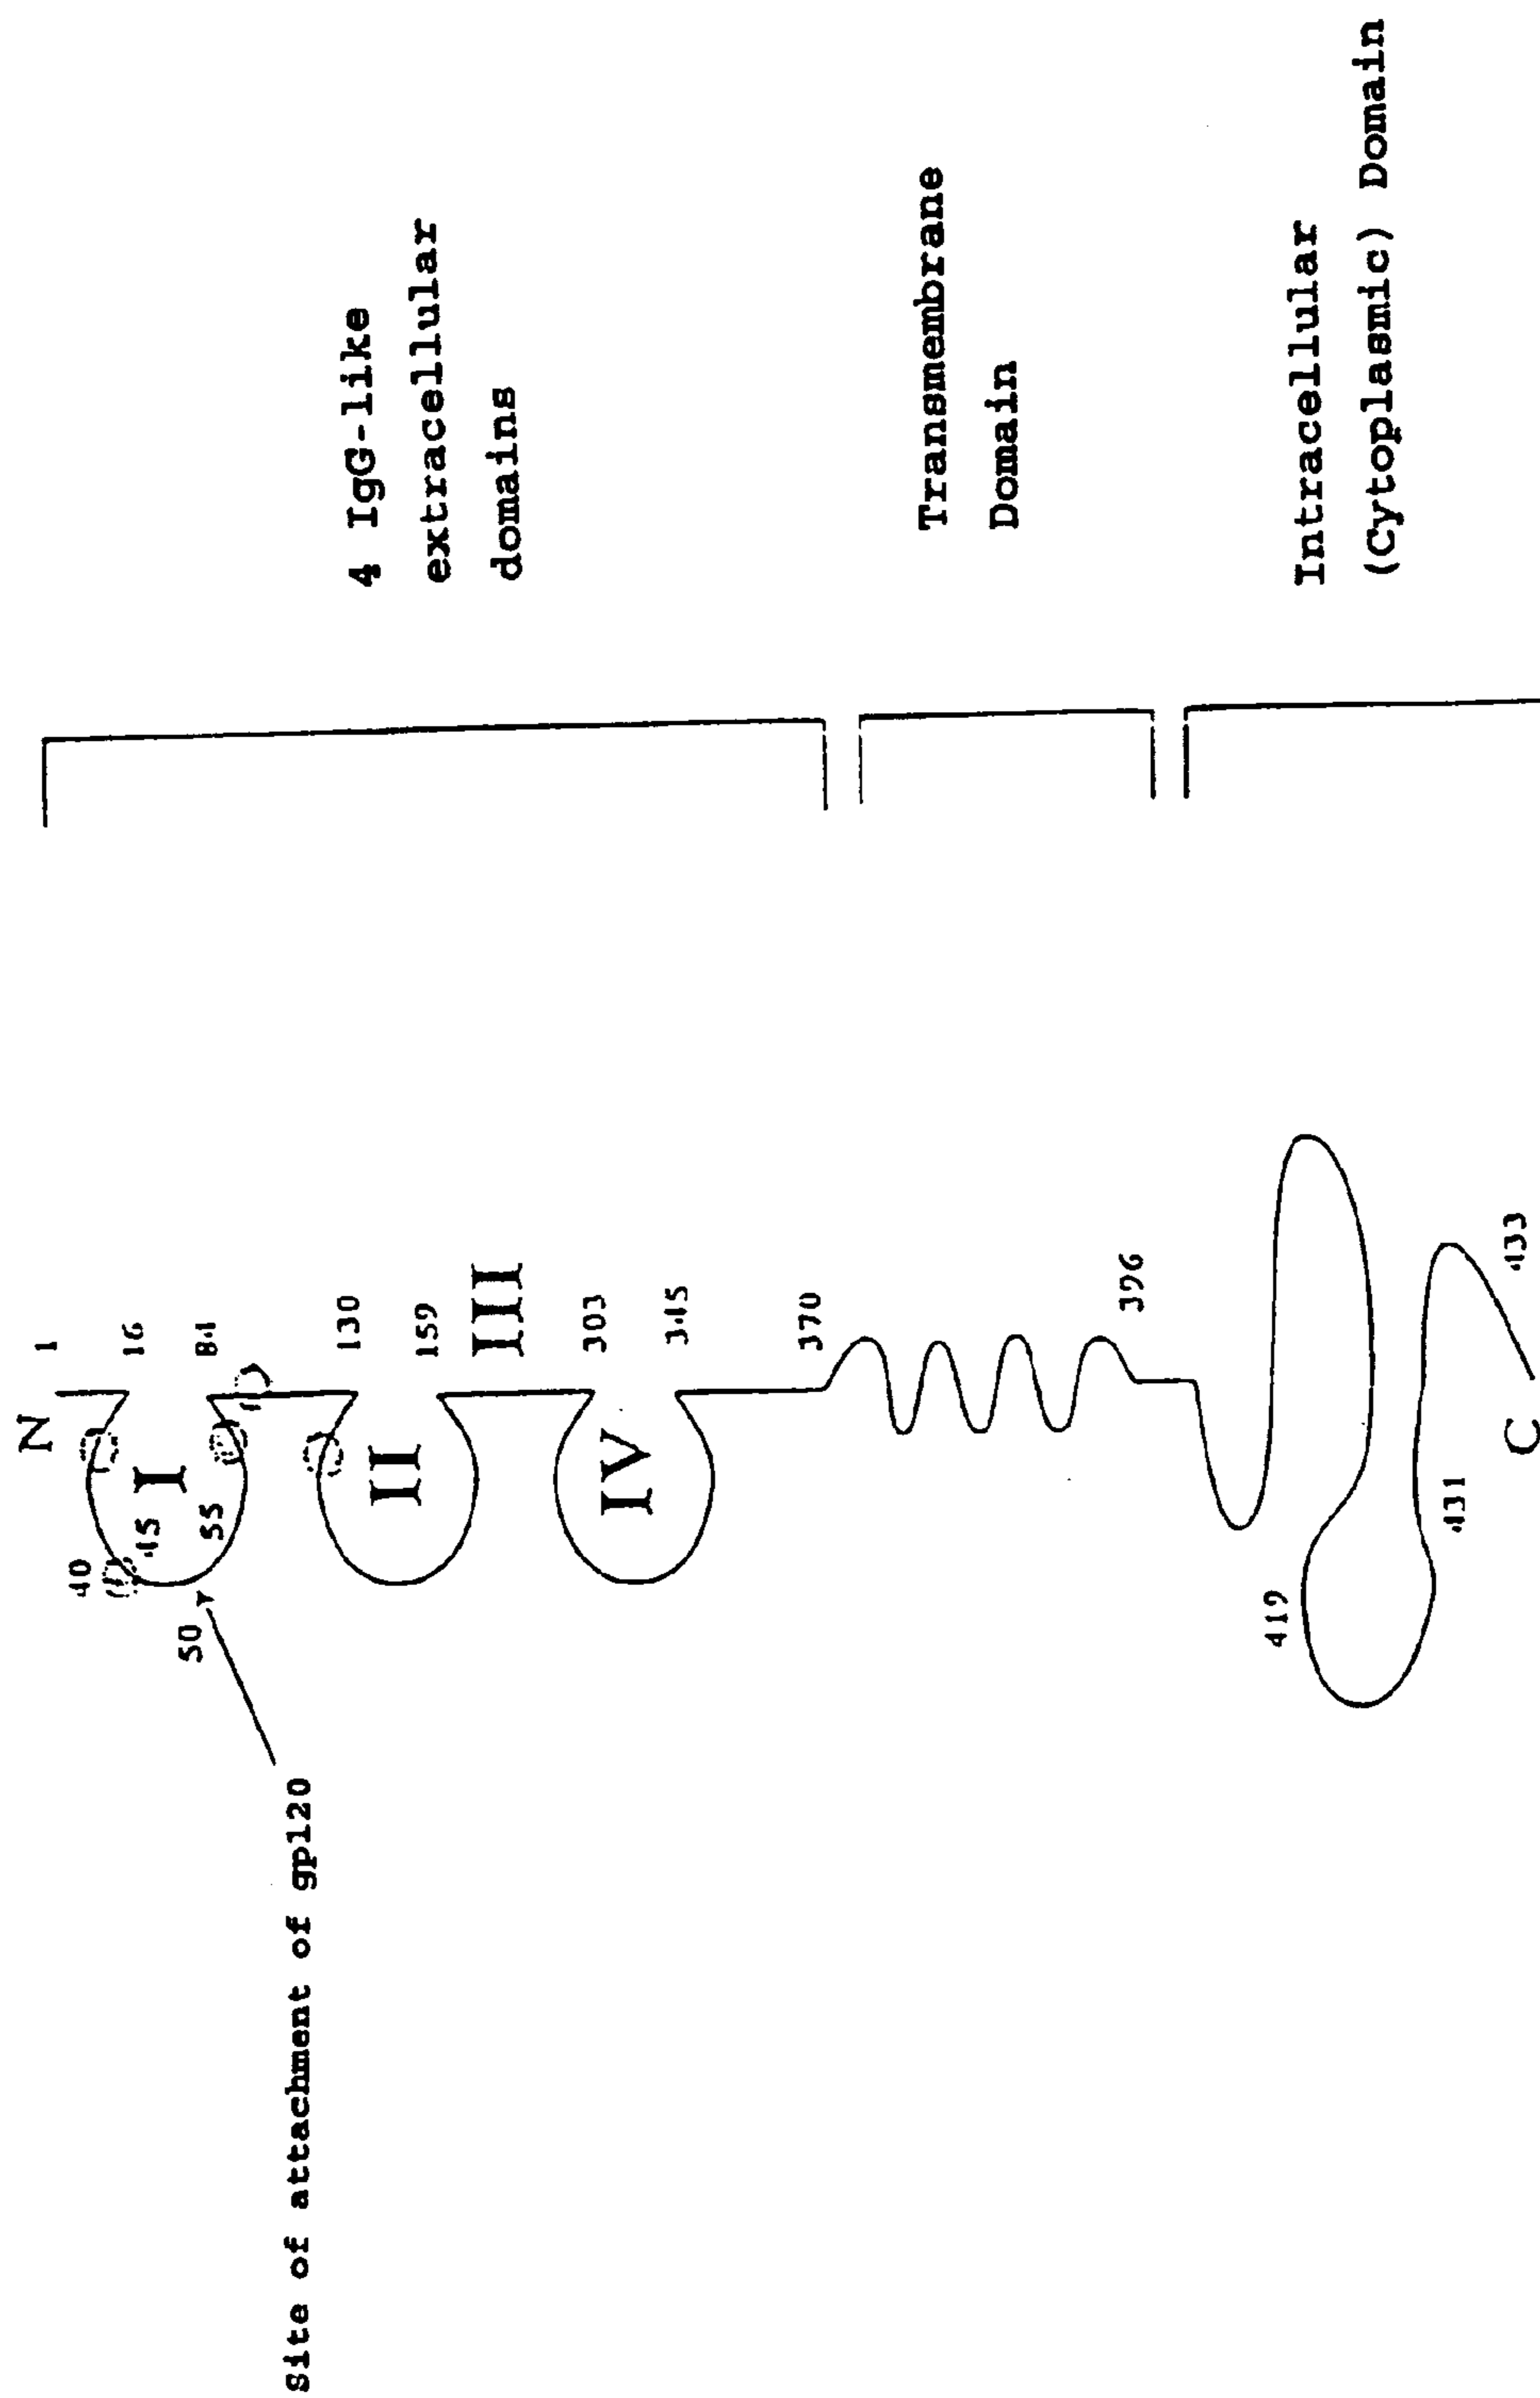 N
1
16
84
40
45
I
55
50
Site of attachment of gp120
130
II
159
III
303
IV
345
370
396
419
431
433
C
4 IgG-like
extracellular
domains
Transmembrane
Domain
Intracellular
(Cytoplasmic) Domain